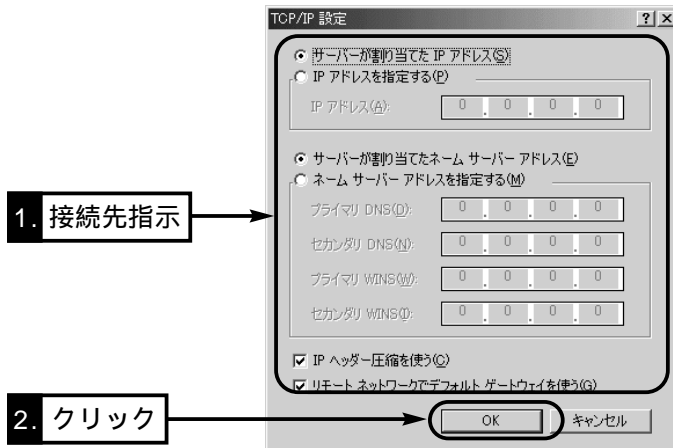 TCP/IP 設定
サーバーが割り当てた IP アドレス(S)
IP アドレスを指定する(P)
IP アドレス(A):
0 . 0 . 0 . 0
サーバーが割り当てたネーム サーバー アドレス(E)
ネーム サーバー アドレスを指定する(M)
プライマリ DNS(D):
0 . 0 . 0 . 0
セカンダリ DNS(N):
0 . 0 . 0 . 0
プライマリ WINS(W):
0 . 0 . 0 . 0
セカンダリ WINS(I):
0 . 0 . 0 . 0
1. 接続先指示
IP ヘッダー圧縮を使う(C)
リモート ネットワークでデフォルト ゲートウェイを使う(G)
2. クリック
OK
キャンセル